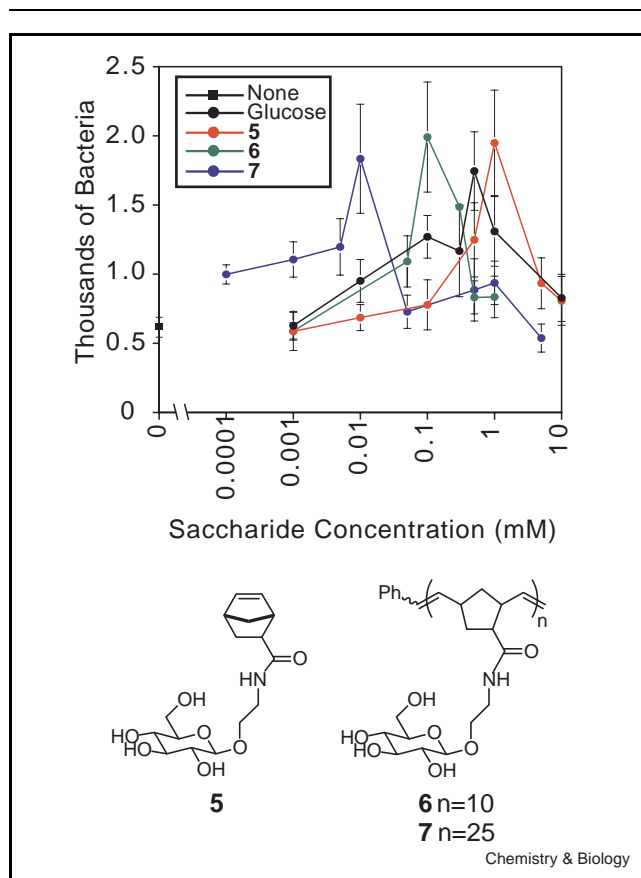 2.5
2.0
1.5
1.0
0.5
0
Thousands of Bacteria
None
Glucose
5
6
7
0
0.0001
0.001
0.01
0.1
1
10
Saccharide Concentration (mM)
O
HN
OH
HO
HO
O
OH
O
5
Ph
n
O
HN
OH
HO
HO
O
OH
O
6 n=10
7 n=25
Chemistry & Biology